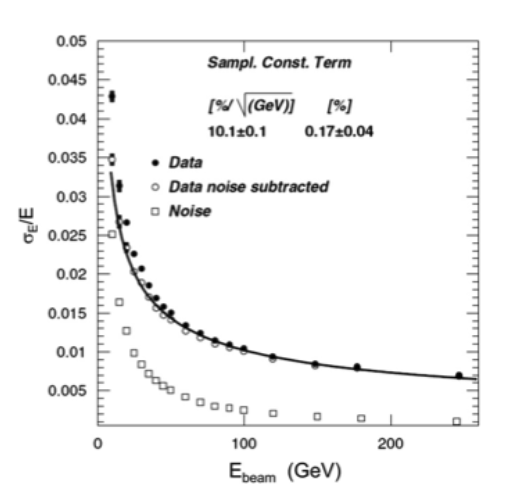 0.05
0.045
0.04
0.035
0.03
0.025
0.02
0.015
0.01
0.005
σE/E
Sampl. Const. Term
[%/√(GeV)] [%]
10.1±0.1 0.17±0.04
Data
Data noise subtracted
Noise
0 100 200
Ebeam (GeV)